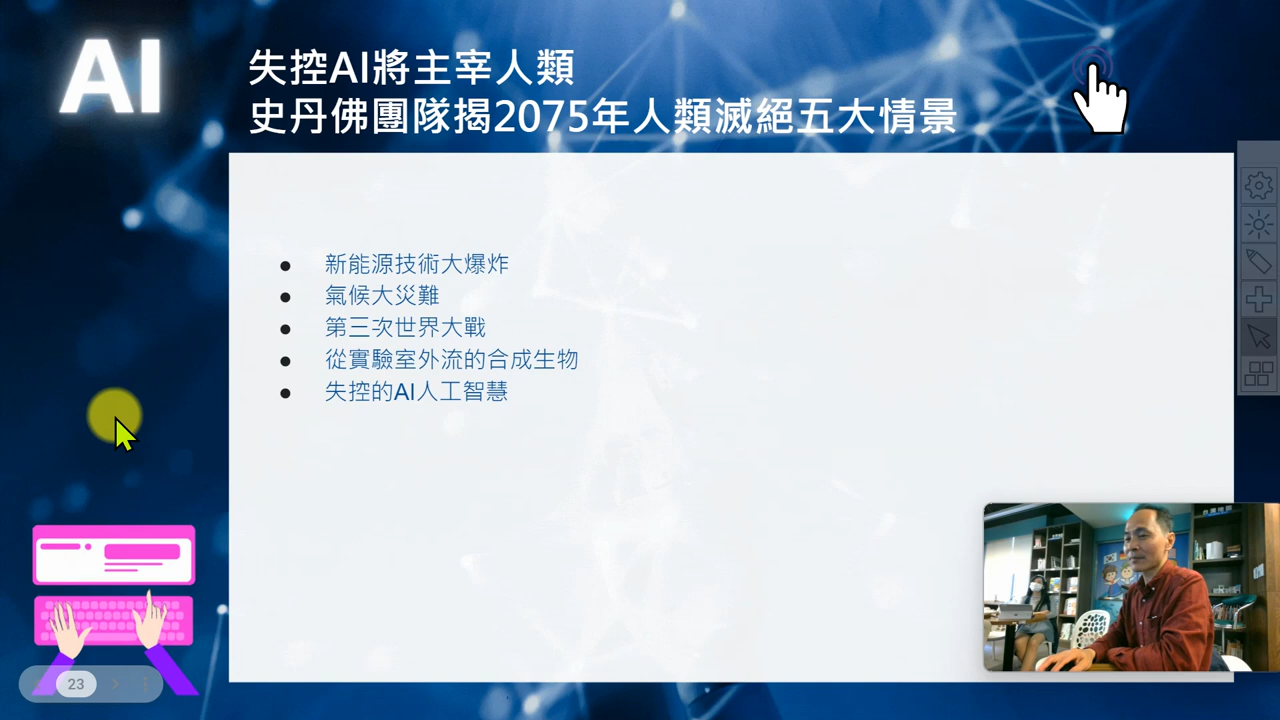 AI
失控AI將主宰人類
史丹佛團隊揭2075年人類滅絕五大情景
新能源技術大爆炸
氣候大災難
第三次世界大戰
從實驗室外流的合成生物
失控的AI人工智慧
23